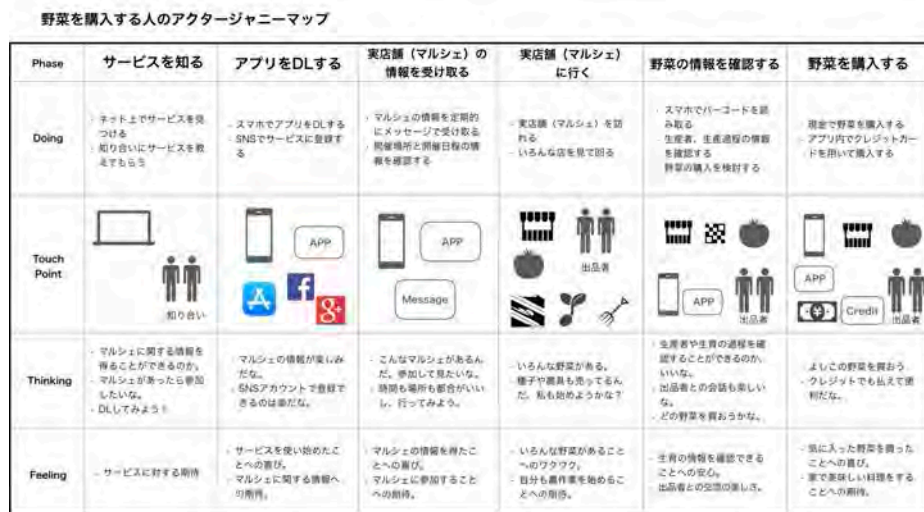 野菜を購入する人のアクタージャニーマップ
Phase
サービスを知る
アプリをDLする
実店舗（マルシェ）の
情報を受け取る
実店舗（マルシェ）
に行く
野菜の情報を確認する
野菜を購入する
Doing
- ネット上でサービスを見
つける
- 知り合いにサービスを教
えてもらう
- スマホでアプリをDLする
- SNSでサービスに登録す
る
- マルシェの情報を定期的
にメッセージで受け取る
- 開催場所と開催日程の情
報を確認する
- 実店舗（マルシェ）を訪
れる
- いろんな店を見て回る
- スマホでバーコードを読
み取る
- 生産者、生産過程の情報
を確認する
野菜の購入を検討する
- 現金で野菜を購入する
- アプリ内でクレジットカー
ドを用いて購入する
Touch
Point
知り合い
APP
APP
Message
出品者
APP
出品者
APP
Credit
出品者
Thinking
- マルシェに関する情報を
得ることができるのか。
- マルシェがあったら参加
したいな。
- DLしてみよう！
- マルシェの情報が楽しみ
だな。
- SNSアカウントで登録で
きるのは楽だな。
- こんなマルシェがあるん
だ。参加して見たいな。
- 時間も場所も都合がいい
し、行ってみよう。
- いろんな野菜がある。
- 種子や農具も売ってるん
だ、私も始めようかな？
- 生産者や生育の過程を確
認することができるのか、
いいな。
- 出品者との会話も楽しい
な。
- どの野菜を買おうかな。
- よしこの野菜を買おう
- クレジットでも払えて便
利だな。
Feeling
- サービスに対する期待
- サービスを使い始めたこ
とへの喜び。
- マルシェに関する情報へ
の期待。
- マルシェの情報を得たこ
とへの喜び。
- マルシェに参加すること
への期待。
- いろんな野菜があること
へのワクワク。
- 自分も農作業を始めるこ
とへの期待。
- 生育の情報を確認できる
ことへの安心。
- 出品者との交流の楽しさ。
- 気に入った野菜を買った
ことへの喜び。
- 家で美味しい料理をする
ことへの期待。